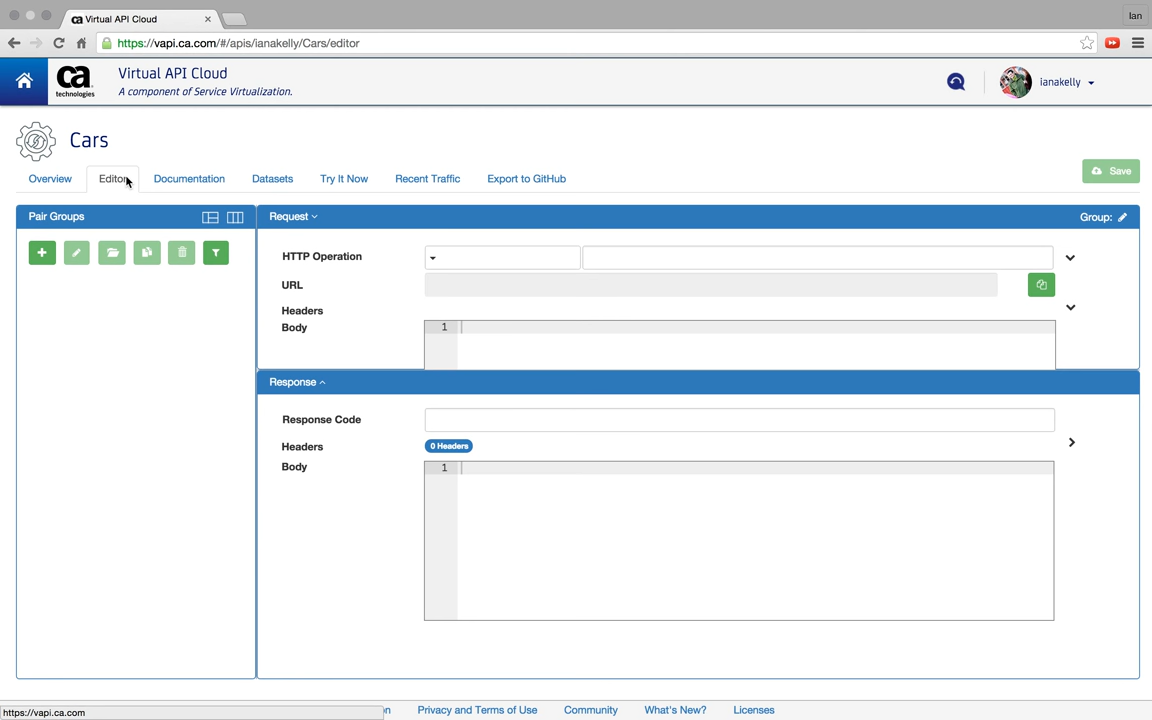 ca Virtual API Cloud
Ian
https://vapi.ca.com/#/apis/ianakelly/Cars/editor
ca technologies
Virtual API Cloud
A component of Service Virtualization.
ianakelly
Cars
Overview
Editor
Documentation
Datasets
Try It Now
Recent Traffic
Export to GitHub
Save
Pair Groups
Request
Group:
HTTP Operation
URL
Headers
Body
1
Response
Response Code
Headers
0 Headers
Body
1
https://vapi.ca.com
Privacy and Terms of Use
Community
What's New?
Licenses